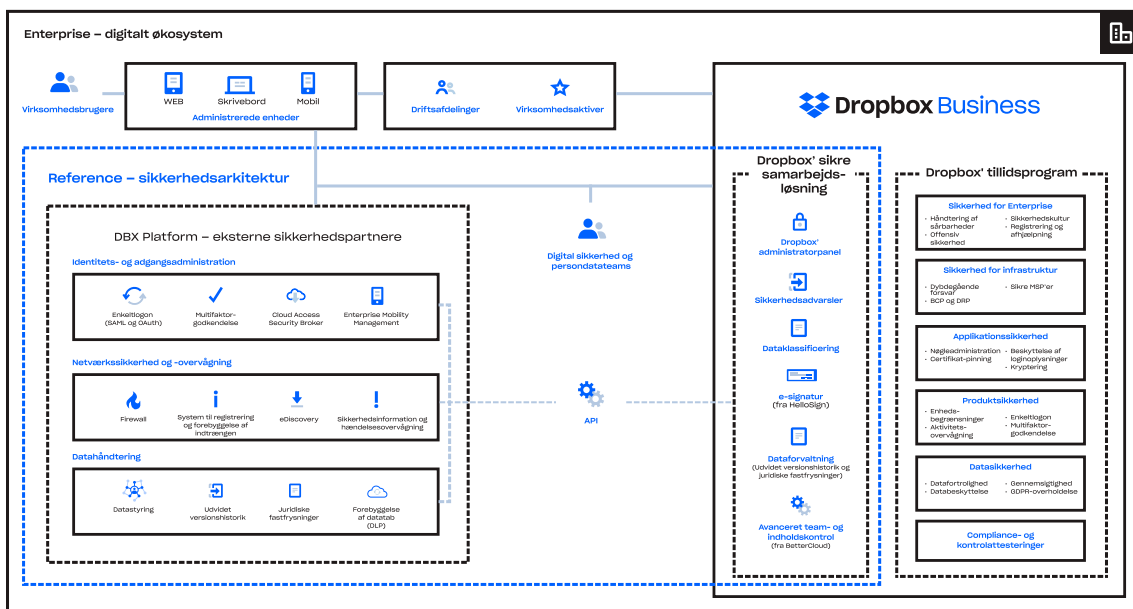 Enterprise – digitalt økosystem
Virksomhedsbrugere
WEB
Skrivebord
Mobil
Administrerede enheder
Driftsafdelinger
Virksomhedsaktiver
Dropbox Business
Reference – sikkerhedsarkitektur
DBX Platform – eksterne sikkerhedspartnere
Identitets- og adgangsadministration
Enkeltlogon
(SAML og OAuth)
Multifaktor-
godkendelse
Cloud Access
Security Broker
Enterprise Mobility
Management
Netværkssikkerhed og -overvågning
Firewall
System til registrering
og forebyggelse af
indtrængen
eDiscovery
Sikkerhedsinformation og
hændelsesovervågning
Datahåndtering
Datastyring
Udvidet
versionshistorik
Juridiske
fastfrysninger
Forebyggelse
af datatab
(DLP)
Digital sikkerhed og
persondatateams
API
Dropbox' sikre
samarbejds-
løsning
Dropbox'
administratorpanel
Sikkerhedsadvarsler
Dataklassificering
e-signatur
(fra HelloSign)
Dataforvaltning
(Udvidet versionshistorik og
juridiske fastfrysninger)
Avanceret team- og
indholdskontrol
(fra BetterCloud)
Dropbox' tillidsprogram
Sikkerhed for Enterprise
· Håndtering af
sårbarheder
· Offensiv
sikkerhed
· Sikkerhedskultur
· Registrering og
afhjælpning
Sikkerhed for infrastruktur
· Dybdegående
forsvar
· BCP og DRP
· Sikre MSP'er
Applikationssikkerhed
· Nøgleadministration
· Certifikat-pinning
· Beskyttelse af
loginoplysninger
· Kryptering
Produktsikkerhed
· Enheds-
begrænsninger
· Aktivitets-
overvågning
· Enkeltlogon
· Multifaktor-
godkendelse
Datasikkerhed
· Datafortrolighed
· Databeskyttelse
· Gennemsigtighed
· GDPR-overholdelse
Compliance- og
kontrolattesteringer